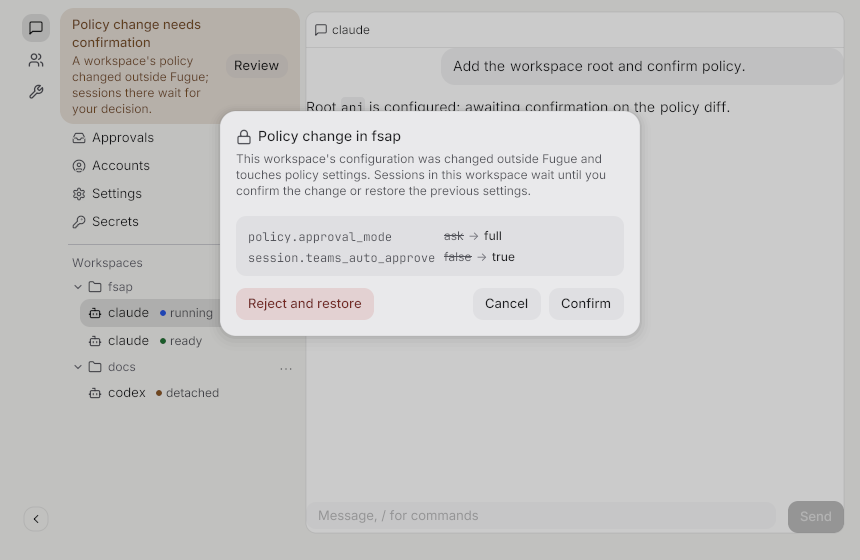 Policy change needs
confirmation
A workspace's policy
changed outside Fugue;
sessions there wait for
your decision.
Review
Approvals
Accounts
Settings
Secrets
Workspaces
fsap
claude running
claude ready
docs ...
codex detached
claude
Add the workspace root and confirm policy.
Root api is configured; awaiting confirmation on the policy diff.
Policy change in fsap
This workspace's configuration was changed outside Fugue and
touches policy settings. Sessions in this workspace wait until you
confirm the change or restore the previous settings.
policy.approval_mode ask → full
session.teams_auto_approve false → true
Reject and restore Cancel Confirm
Message, / for commands
Send